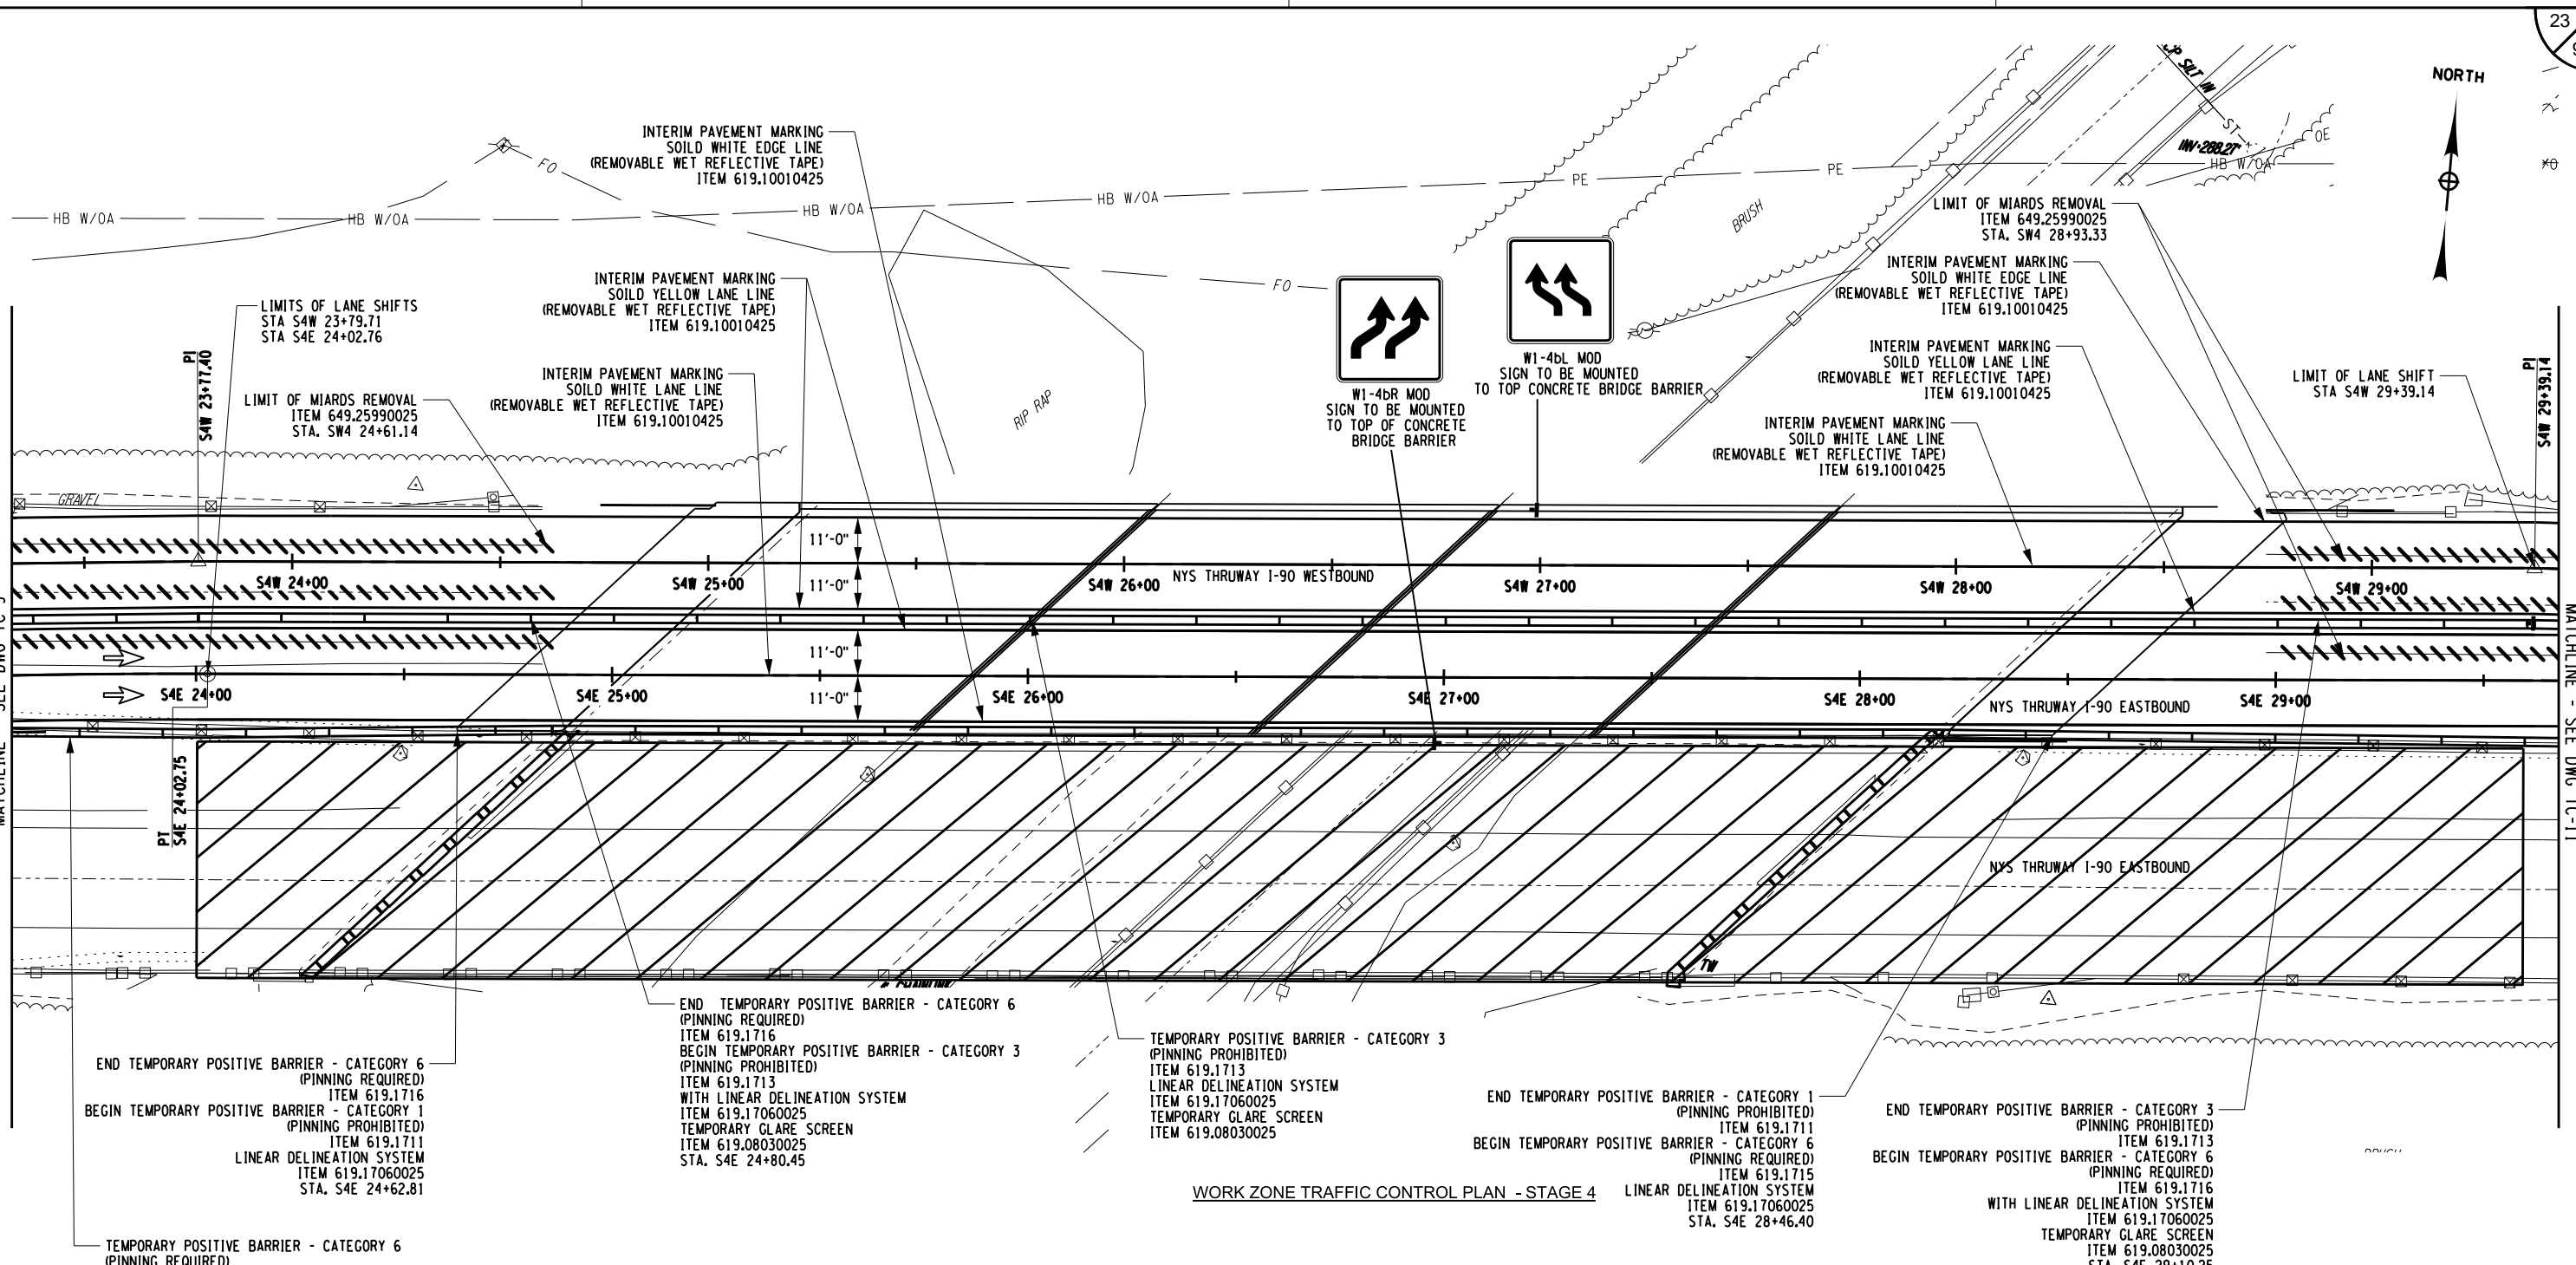 23
NORTH
INTERIM PAVEMENT MARKING
SOILD WHITE EDGE LINE
(REMOVABLE WET REFLECTIVE TAPE)
ITEM 619.10010425
FO
HB W/OA
HB W/OA
HB W/OA
HB W/OA
PE
PE
ST
OE
INV=288.27'
HB W/OA
BRUSH
FO
RIP RAP
INTERIM PAVEMENT MARKING
SOILD YELLOW LANE LINE
(REMOVABLE WET REFLECTIVE TAPE)
ITEM 619.10010425
LIMITS OF LANE SHIFTS
STA S4W 23+79.71
STA S4E 24+02.76
PI
S4W 23+77.40
LIMIT OF MIARDS REMOVAL
ITEM 649.25990025
STA. SW4 24+61.14
INTERIM PAVEMENT MARKING
SOILD WHITE LANE LINE
(REMOVABLE WET REFLECTIVE TAPE)
ITEM 619.10010425
W1-4bR MOD
SIGN TO BE MOUNTED
TO TOP OF CONCRETE
BRIDGE BARRIER
W1-4bL MOD
SIGN TO BE MOUNTED
TO TOP CONCRETE BRIDGE BARRIER
LIMIT OF MIARDS REMOVAL
ITEM 649.25990025
STA. SW4 28+93.33
INTERIM PAVEMENT MARKING
SOILD WHITE EDGE LINE
(REMOVABLE WET REFLECTIVE TAPE)
ITEM 619.10010425
INTERIM PAVEMENT MARKING
SOILD YELLOW LANE LINE
(REMOVABLE WET REFLECTIVE TAPE)
ITEM 619.10010425
INTERIM PAVEMENT MARKING
SOILD WHITE LANE LINE
(REMOVABLE WET REFLECTIVE TAPE)
ITEM 619.10010425
LIMIT OF LANE SHIFT
STA S4W 29+39.14
PI
S4W 29+39.14
GRAVEL
11'-0"
11'-0"
11'-0"
11'-0"
S4W 24+00
S4W 25+00
S4W 26+00
NYS THRUWAY I-90 WESTBOUND
S4W 27+00
S4W 28+00
S4W 29+00
S4E 24+00
S4E 25+00
S4E 26+00
S4E 27+00
S4E 28+00
NYS THRUWAY I-90 EASTBOUND
S4E 29+00
PT
S4E 24+02.75
NYS THRUWAY I-90 EASTBOUND
MATCHLINE - SEE DWG TC-11
TW
END TEMPORARY POSITIVE BARRIER - CATEGORY 6
(PINNING REQUIRED)
ITEM 619.1716
BEGIN TEMPORARY POSITIVE BARRIER - CATEGORY 1
(PINNING PROHIBITED)
ITEM 619.1711
LINEAR DELINEATION SYSTEM
ITEM 619.17060025
STA. S4E 24+62.81
END TEMPORARY POSITIVE BARRIER - CATEGORY 6
(PINNING REQUIRED)
ITEM 619.1716
BEGIN TEMPORARY POSITIVE BARRIER - CATEGORY 3
(PINNING PROHIBITED)
ITEM 619.1713
WITH LINEAR DELINEATION SYSTEM
ITEM 619.17060025
TEMPORARY GLARE SCREEN
ITEM 619.08030025
STA. S4E 24+80.45
TEMPORARY POSITIVE BARRIER - CATEGORY 3
(PINNING PROHIBITED)
ITEM 619.1713
LINEAR DELINEATION SYSTEM
ITEM 619.17060025
TEMPORARY GLARE SCREEN
ITEM 619.08030025
END TEMPORARY POSITIVE BARRIER - CATEGORY 1
(PINNING PROHIBITED)
ITEM 619.1711
BEGIN TEMPORARY POSITIVE BARRIER - CATEGORY 6
(PINNING REQUIRED)
ITEM 619.1715
LINEAR DELINEATION SYSTEM
ITEM 619.17060025
STA. S4E 28+46.40
END TEMPORARY POSITIVE BARRIER - CATEGORY 3
(PINNING PROHIBITED)
ITEM 619.1713
BEGIN TEMPORARY POSITIVE BARRIER - CATEGORY 6
(PINNING REQUIRED)
ITEM 619.1716
WITH LINEAR DELINEATION SYSTEM
ITEM 619.17060025
TEMPORARY GLARE SCREEN
ITEM 619.08030025
STA. S4E 29+10.25
WORK ZONE TRAFFIC CONTROL PLAN - STAGE 4
TEMPORARY POSITIVE BARRIER - CATEGORY 6
(PINNING REQUIRED)